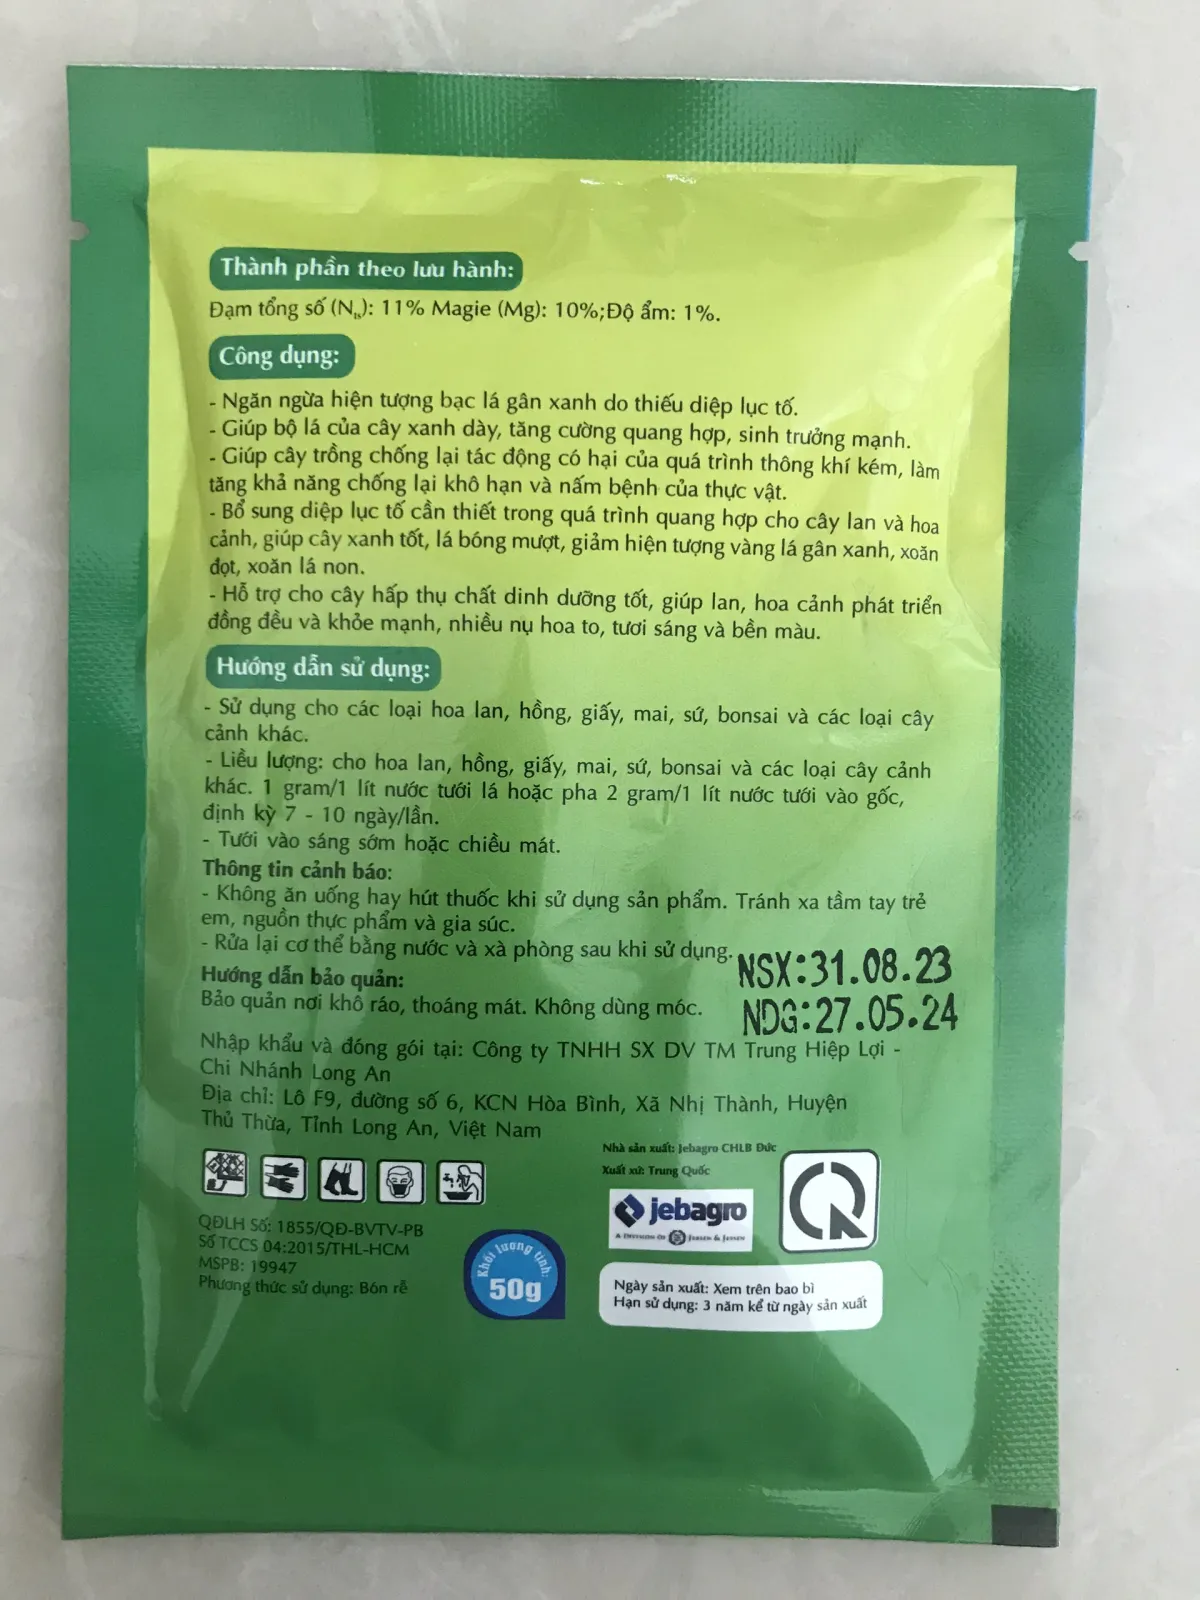 Thành phần theo lưu hành:
Đạm tổng số (Nts): 11% Magie (Mg): 10%;Độ ẩm: 1%.
Công dụng:
- Ngăn ngừa hiện tượng bạc lá gân xanh do thiếu diệp lục tố.
- Giúp bộ lá của cây xanh dày, tăng cường quang hợp, sinh trưởng mạnh.
- Giúp cây trồng chống lại tác động có hại của quá trình thông khí kém, làm
tăng khả năng chống lại khô hạn và nấm bệnh của thực vật.
- Bổ sung diệp lục tố cần thiết trong quá trình quang hợp cho cây lan và hoa
cảnh, giúp cây xanh tốt, lá bóng mượt, giảm hiện tượng vàng lá gân xanh, xoăn
đọt, xoăn lá non.
- Hỗ trợ cho cây hấp thụ chất dinh dưỡng tốt, giúp lan, hoa cảnh phát triển
đồng đều và khỏe mạnh, nhiều nụ hoa to, tươi sáng và bền màu.
Hướng dẫn sử dụng:
- Sử dụng cho các loại hoa lan, hồng, giấy, mai, sứ, bonsai và các loại cây
cảnh khác.
- Liều lượng: cho hoa lan, hồng, giấy, mai, sứ, bonsai và các loại cây cảnh
khác. 1 gram/1 lít nước tưới lá hoặc pha 2 gram/1 lít nước tưới vào gốc,
định kỳ 7 - 10 ngày/lần.
- Tưới vào sáng sớm hoặc chiều mát.
Thông tin cảnh báo:
- Không ăn uống hay hút thuốc khi sử dụng sản phẩm. Tránh xa tầm tay trẻ
em, nguồn thực phẩm và gia súc.
- Rửa lại cơ thể bằng nước và xà phòng sau khi sử dụng.
Hướng dẫn bảo quản:
Bảo quản nơi khô ráo, thoáng mát. Không dùng móc.
NSX:31.08.23
NDG:27.05.24
Nhập khẩu và đóng gói tại: Công ty TNHH SX DV TM Trung Hiệp Lợi -
Chi Nhánh Long An
Địa chỉ: Lô F9, đường số 6, KCN Hòa Bình, Xã Nhị Thành, Huyện
Thủ Thừa, Tỉnh Long An, Việt Nam
Nhà sản xuất: Jebagro CHLB Đức
Xuất xứ: Trung Quốc
jebagro
A DIVISION OF JEBSEN & JESSEN
QĐLH Số: 1855/QĐ-BVTV-PB
Số TCCS 04:2015/THL-HCM
MSPB: 19947
Phương thức sử dụng: Bón rễ
Khối lượng tịnh:
50g
Ngày sản xuất: Xem trên bao bì
Hạn sử dụng: 3 năm kể từ ngày sản xuất